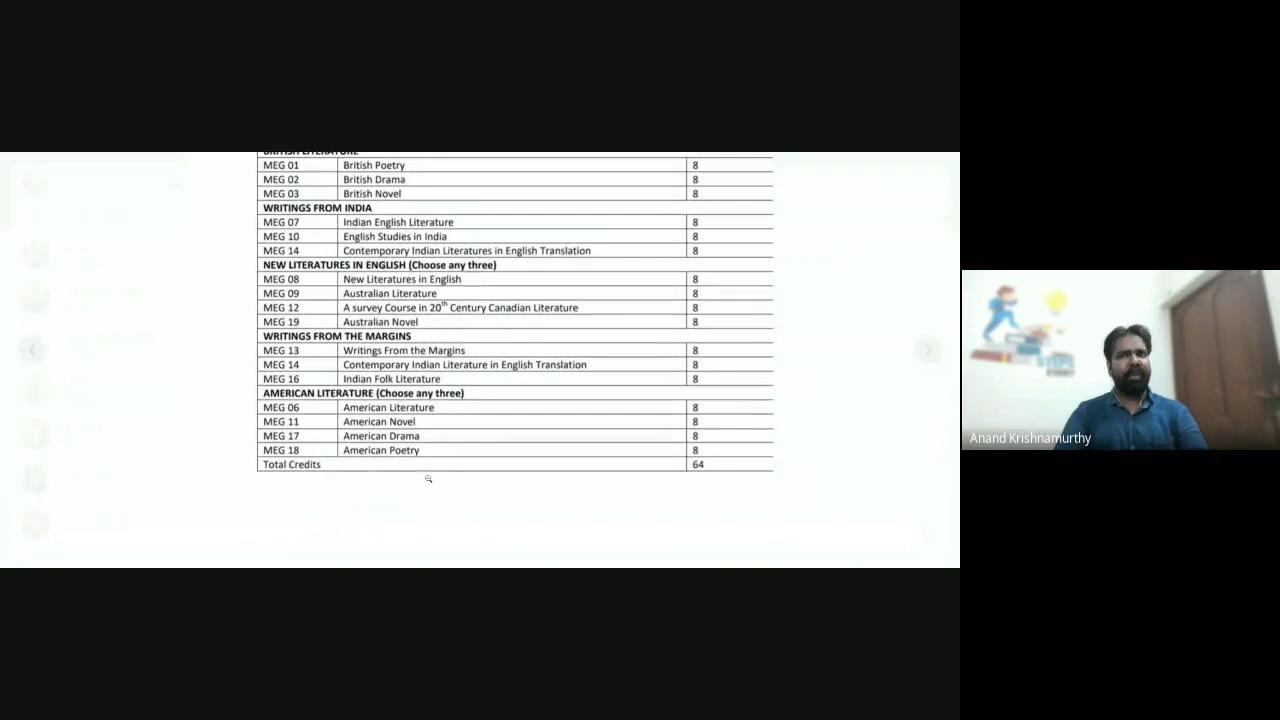 BRITISH LITERATURE
MEG 01 British Poetry 8
MEG 02 British Drama 8
MEG 03 British Novel 8
WRITINGS FROM INDIA
MEG 07 Indian English Literature 8
MEG 10 English Studies in India 8
MEG 14 Contemporary Indian Literatures in English Translation 8
NEW LITERATURES IN ENGLISH (Choose any three)
MEG 08 New Literatures in English 8
MEG 09 Australian Literature 8
MEG 12 A survey Course in 20th Century Canadian Literature 8
MEG 19 Australian Novel 8
WRITINGS FROM THE MARGINS
MEG 13 Writings From the Margins 8
MEG 14 Contemporary Indian Literature in English Translation 8
MEG 16 Indian Folk Literature 8
AMERICAN LITERATURE (Choose any three)
MEG 06 American Literature 8
MEG 11 American Novel 8
MEG 17 American Drama 8
MEG 18 American Poetry 8
Total Credits 64
STEPS
Anand Krishnamurthy